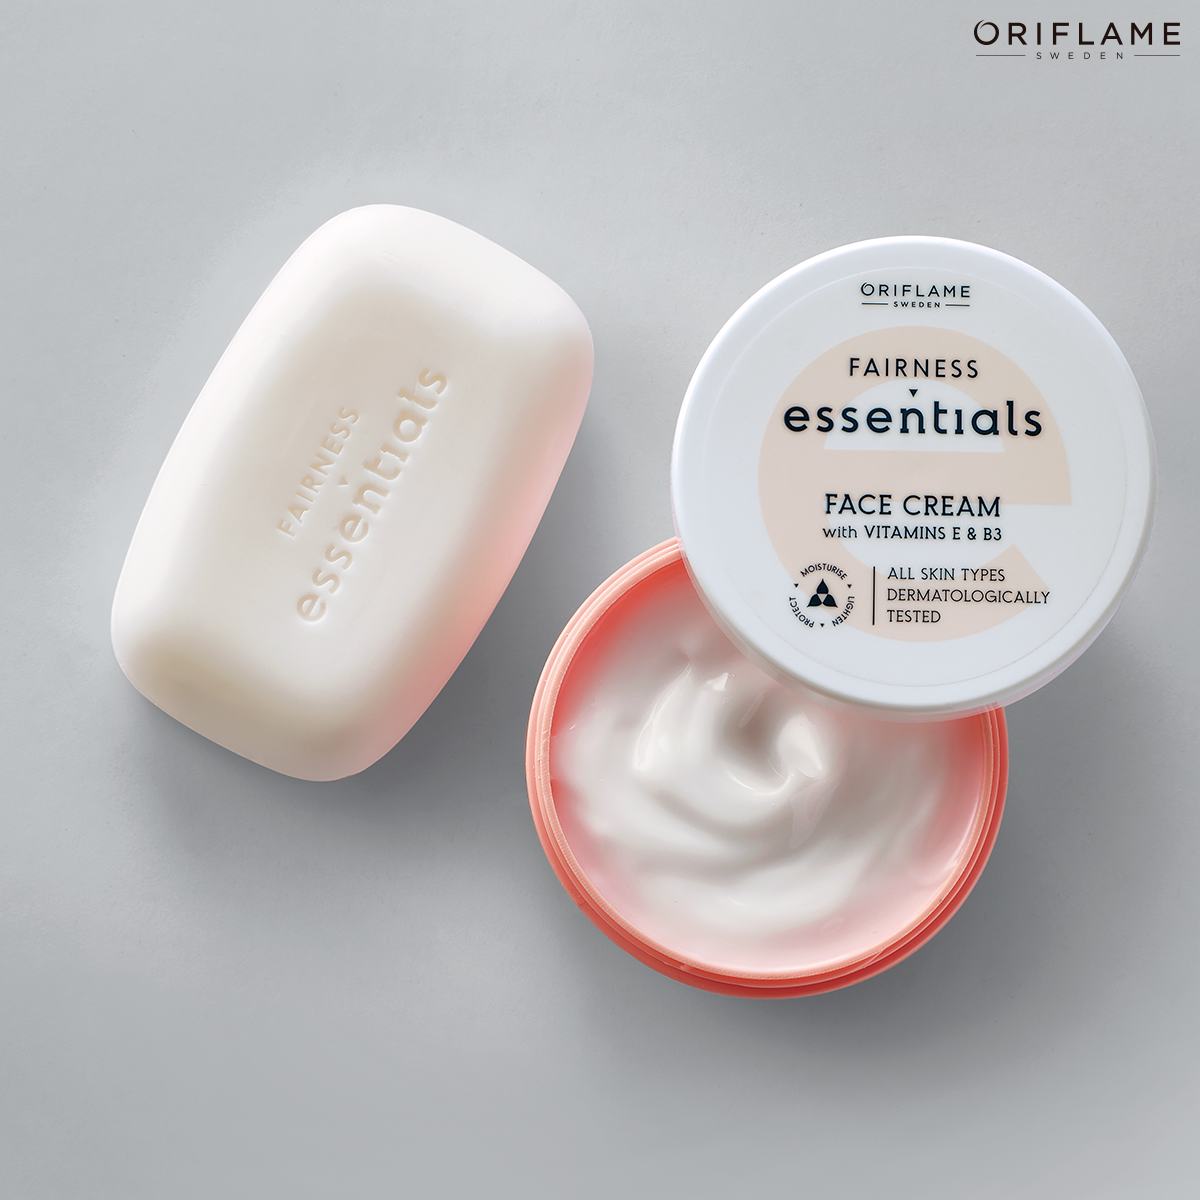 ORIFLAME
SWEDEN
FAIRNESS
essentials
ORIFLAME
SWEDEN
FAIRNESS
essentials
FACE CREAM
with VITAMINS E & B3
MOISTURISE
LIGHTEN
PROTECT
ALL SKIN TYPES
DERMATOLOGICALLY
TESTED